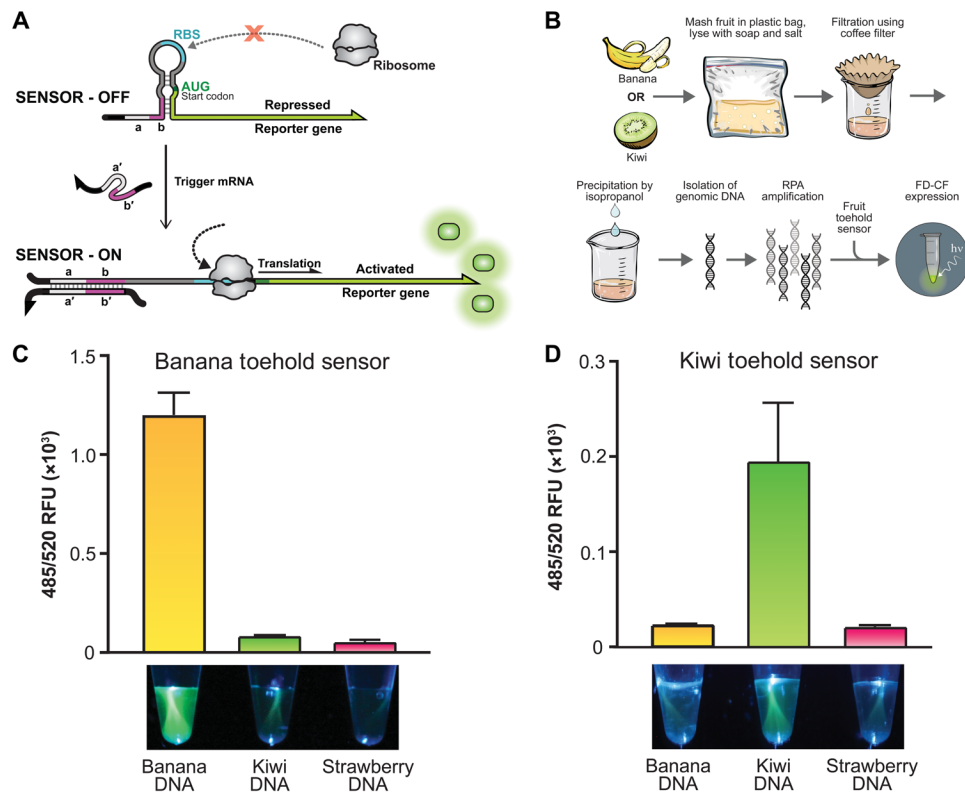 A
RBS
Ribosome
AUG
Start codon
SENSOR - OFF
Repressed
Reporter gene
a
b
a′
b′
Trigger mRNA
SENSOR - ON
a
b
Translation
Activated
Reporter gene
a′
b′
B
Banana
OR
Kiwi
Mash fruit in plastic bag,
lyse with soap and salt
Filtration using
coffee filter
Precipitation by
isopropanol
Isolation of
genomic DNA
RPA
amplification
Fruit
toehold
sensor
FD-CF
expression
hν
C
Banana toehold sensor
485/520 RFU (×10³)
1.5
1.0
0.5
0
Banana
DNA
Kiwi
DNA
Strawberry
DNA
D
Kiwi toehold sensor
485/520 RFU (×10³)
0.3
0.2
0.1
0
Banana
DNA
Kiwi
DNA
Strawberry
DNA